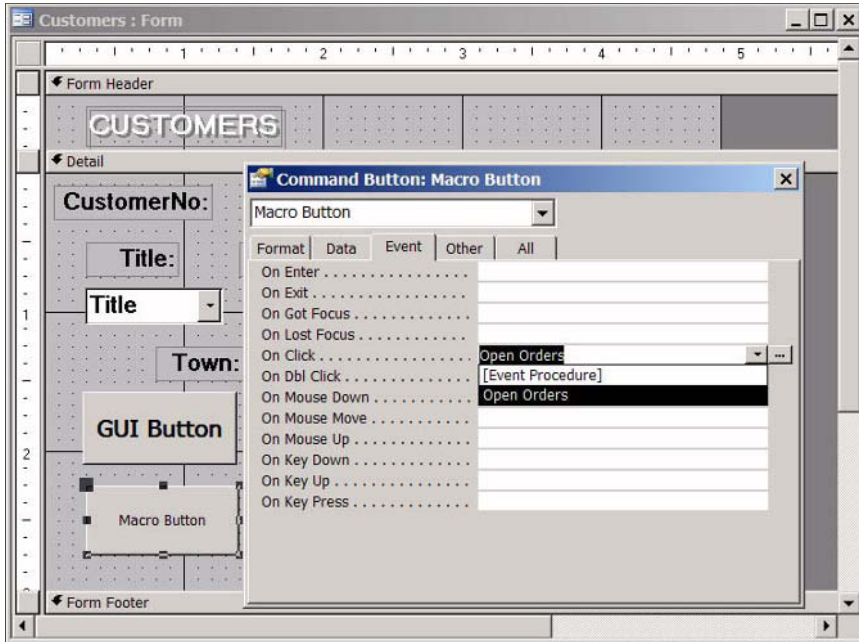 Customers : Form
1 2 3 4 5
Form Header
CUSTOMERS
Detail
Command Button: Macro Button
CustomerNo:
Macro Button
Format Data Event Other All
Title:
On Enter . . . . . . . . . . . . . . . .
On Exit . . . . . . . . . . . . . . . . .
On Got Focus . . . . . . . . . . . .
1
Title
On Lost Focus . . . . . . . . . . . .
On Click . . . . . . . . . . . . . . . . . Open Orders ...
Town:
On Dbl Click . . . . . . . . . . . . . [Event Procedure]
On Mouse Down . . . . . . . . . . Open Orders
GUI Button
On Mouse Move . . . . . . . . . . .
On Mouse Up . . . . . . . . . . . . .
2
On Key Down . . . . . . . . . . . . .
On Key Up . . . . . . . . . . . . . . .
On Key Press . . . . . . . . . . . . .
Macro Button
Form Footer